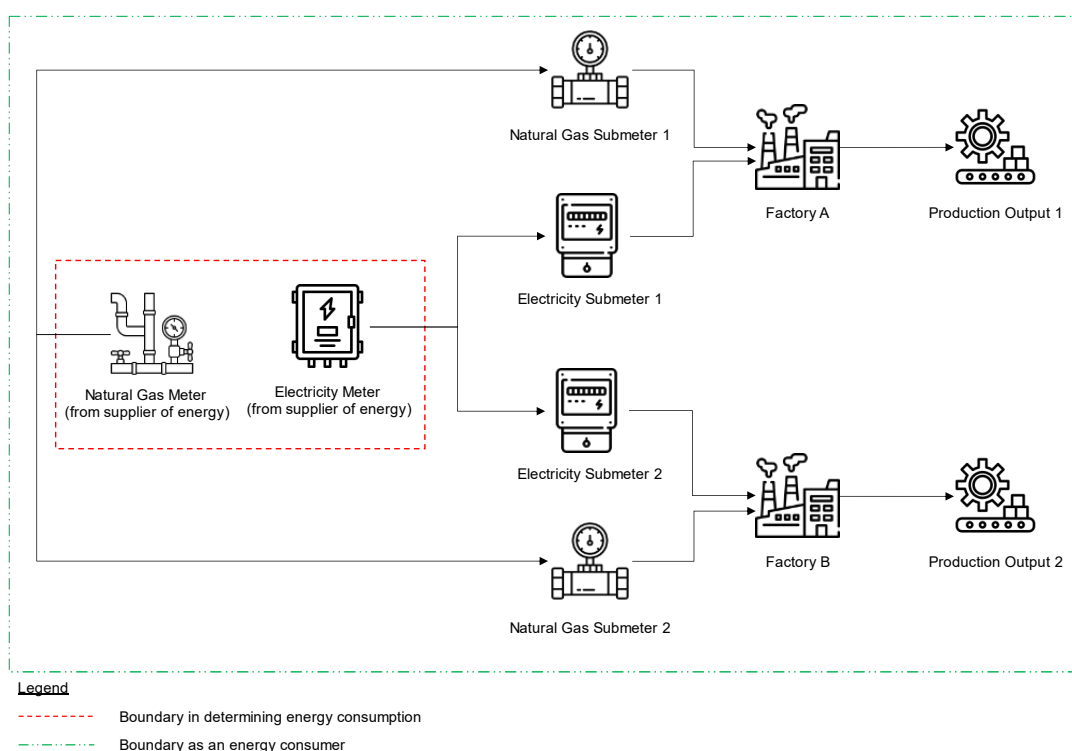 Natural Gas Submeter 1
Factory A
Production Output 1
Electricity Submeter 1
Natural Gas Meter
(from supplier of energy)
Electricity Meter
(from supplier of energy)
Electricity Submeter 2
Factory B
Production Output 2
Natural Gas Submeter 2
Legend
Boundary in determining energy consumption
Boundary as an energy consumer